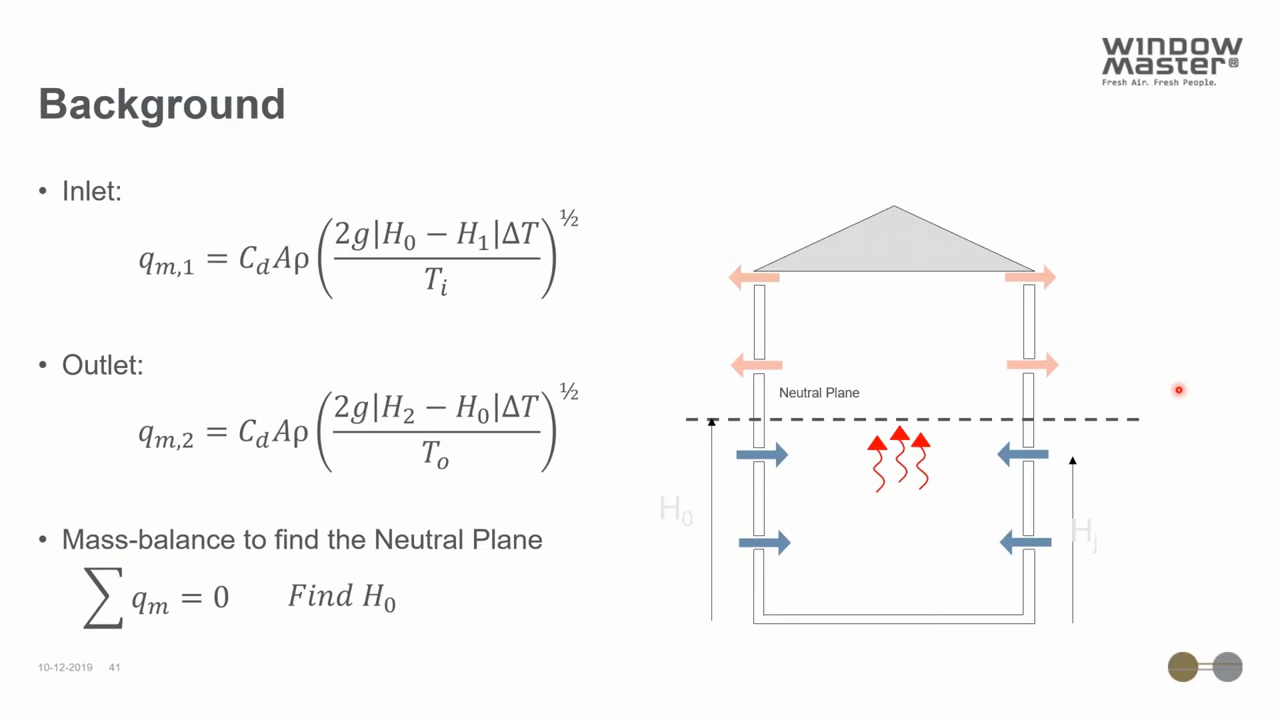 WINDOW
Master®
Fresh Air. Fresh People.
Background
• Inlet:
q_{m,1} = C_d Aρ (2g|H_0 − H_1|ΔT / T_i)^½
• Outlet:
q_{m,2} = C_d Aρ (2g|H_2 − H_0|ΔT / T_o)^½
• Mass-balance to find the Neutral Plane
∑ q_m = 0 Find H_0
Neutral Plane
H_0
H_j
10-12-2019 41